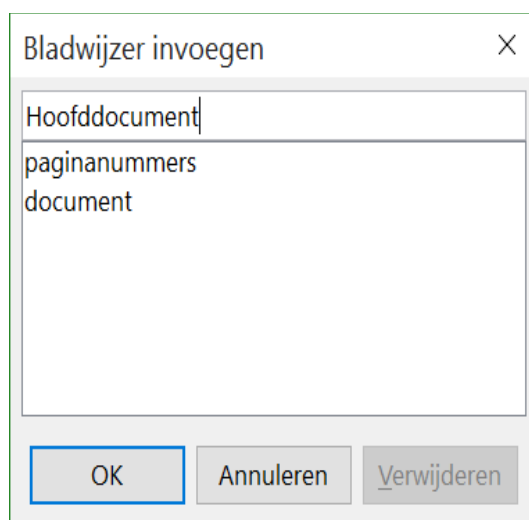 Bladwijzer invoegen
Hoofddocument
paginanummers
document
OK Annuleren Verwijderen